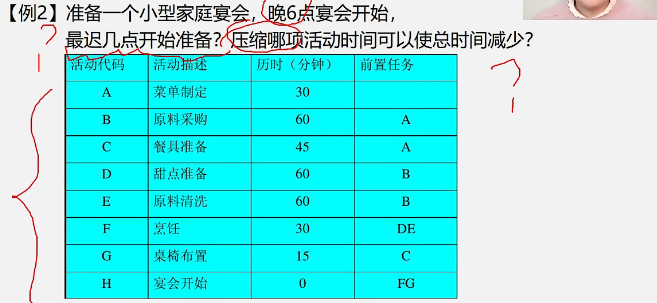 【例2】准备一个小型家庭宴会，晚6点宴会开始，
最迟几点开始准备？压缩哪项活动时间可以使总时间减少？
活动代码 活动描述 历时（分钟） 前置任务
A 菜单制定 30
B 原料采购 60 A
C 餐具准备 45 A
D 甜点准备 60 B
E 原料清洗 60 B
F 烹饪 30 DE
G 桌椅布置 15 C
H 宴会开始 0 FG